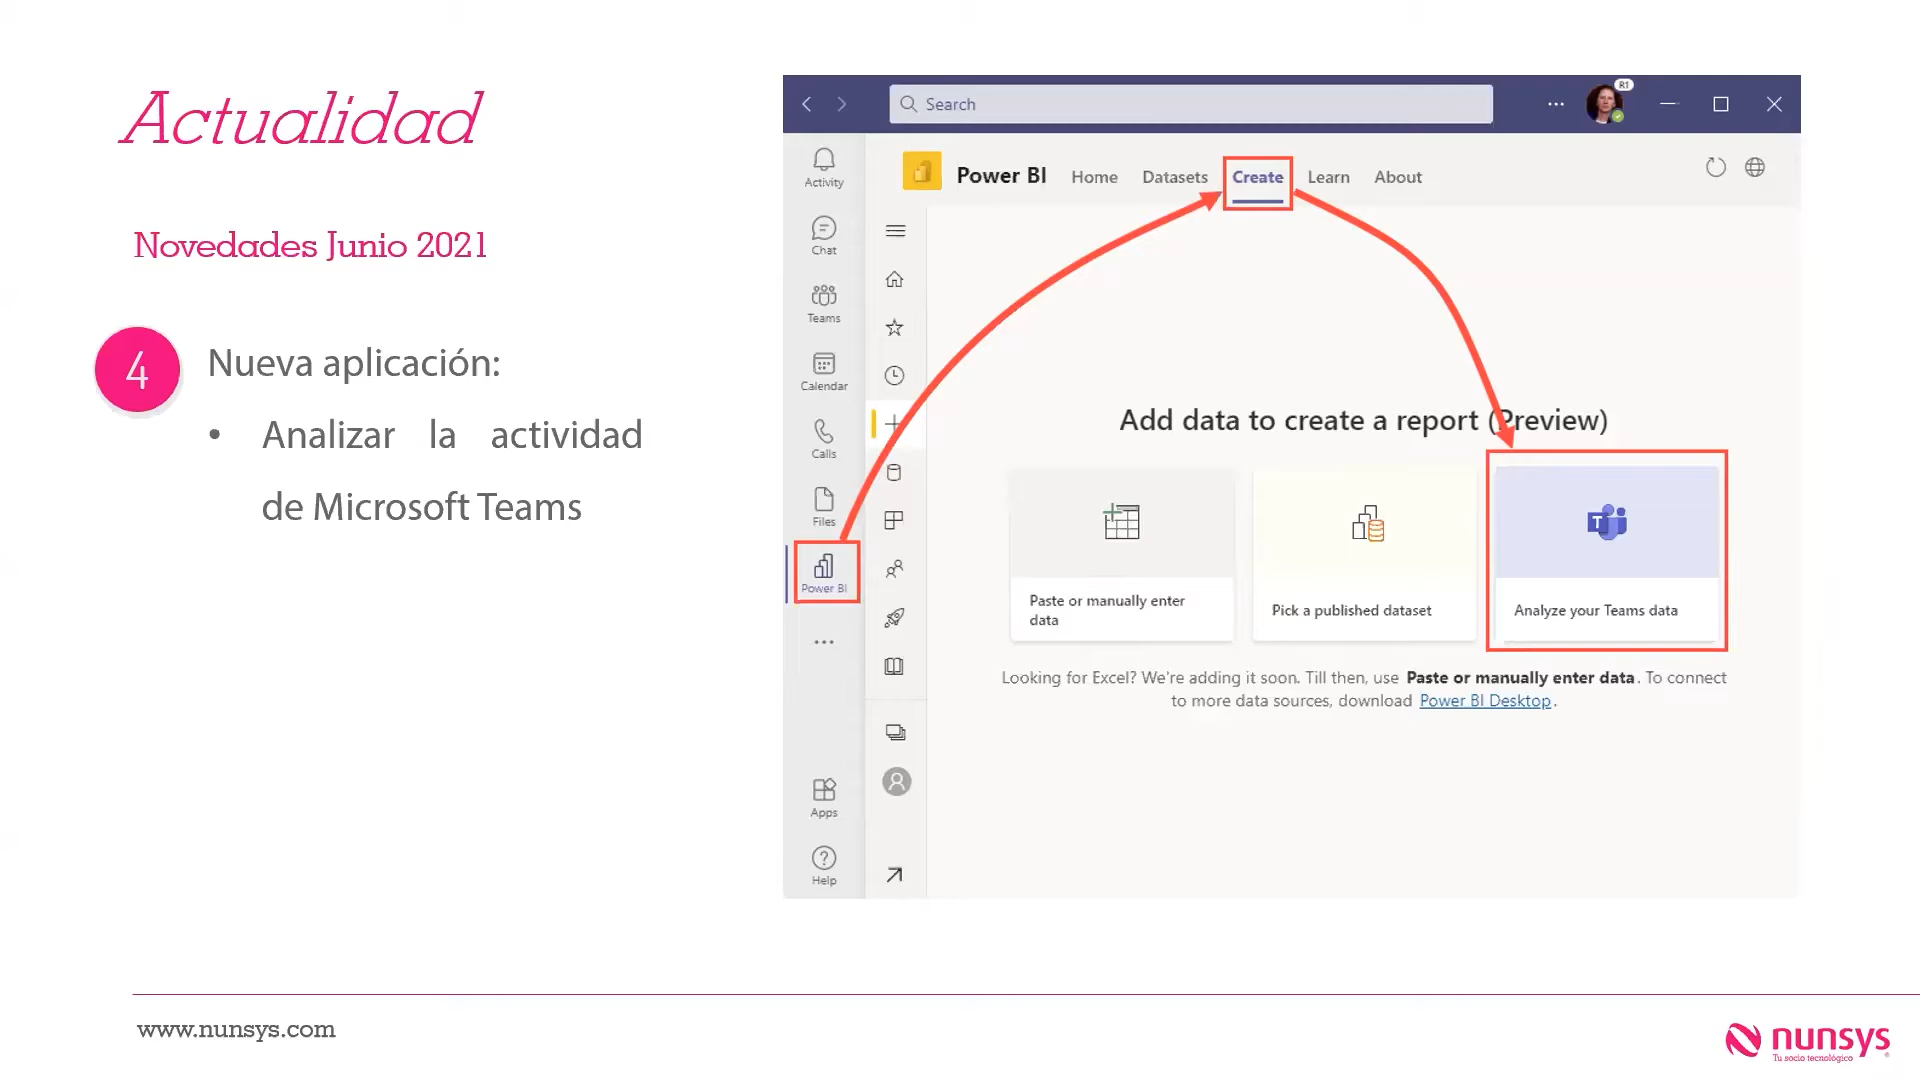 Actualidad
Novedades Junio 2021
4
Nueva aplicación:
• Analizar la actividad
de Microsoft Teams
Search
R1
Activity
Chat
Teams
Calendar
Calls
Files
Power BI
Apps
Help
Power BI Home Datasets Create Learn About
Add data to create a report (Preview)
Paste or manually enter
data
Pick a published dataset
T
Analyze your Teams data
Looking for Excel? We're adding it soon. Till then, use Paste or manually enter data. To connect
to more data sources, download Power BI Desktop.
www.nunsys.com
nunsys
Tu socio tecnológico